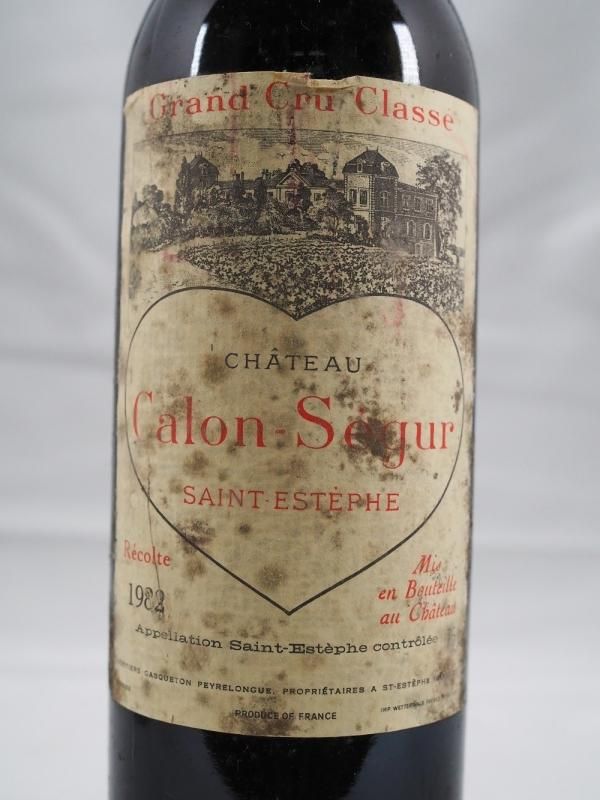 Grand Cru Classé
CHÂTEAU
Calon-Ségur
SAINT-ESTÈPHE
Récolte
1982
Mis
en Bouteille
au Château
Appellation Saint-Estèphe contrôlée
GASQUETON PEYRELONGUE, PROPRIÉTAIRES A ST-ESTÈPHE
PRODUCE OF FRANCE
IMP.